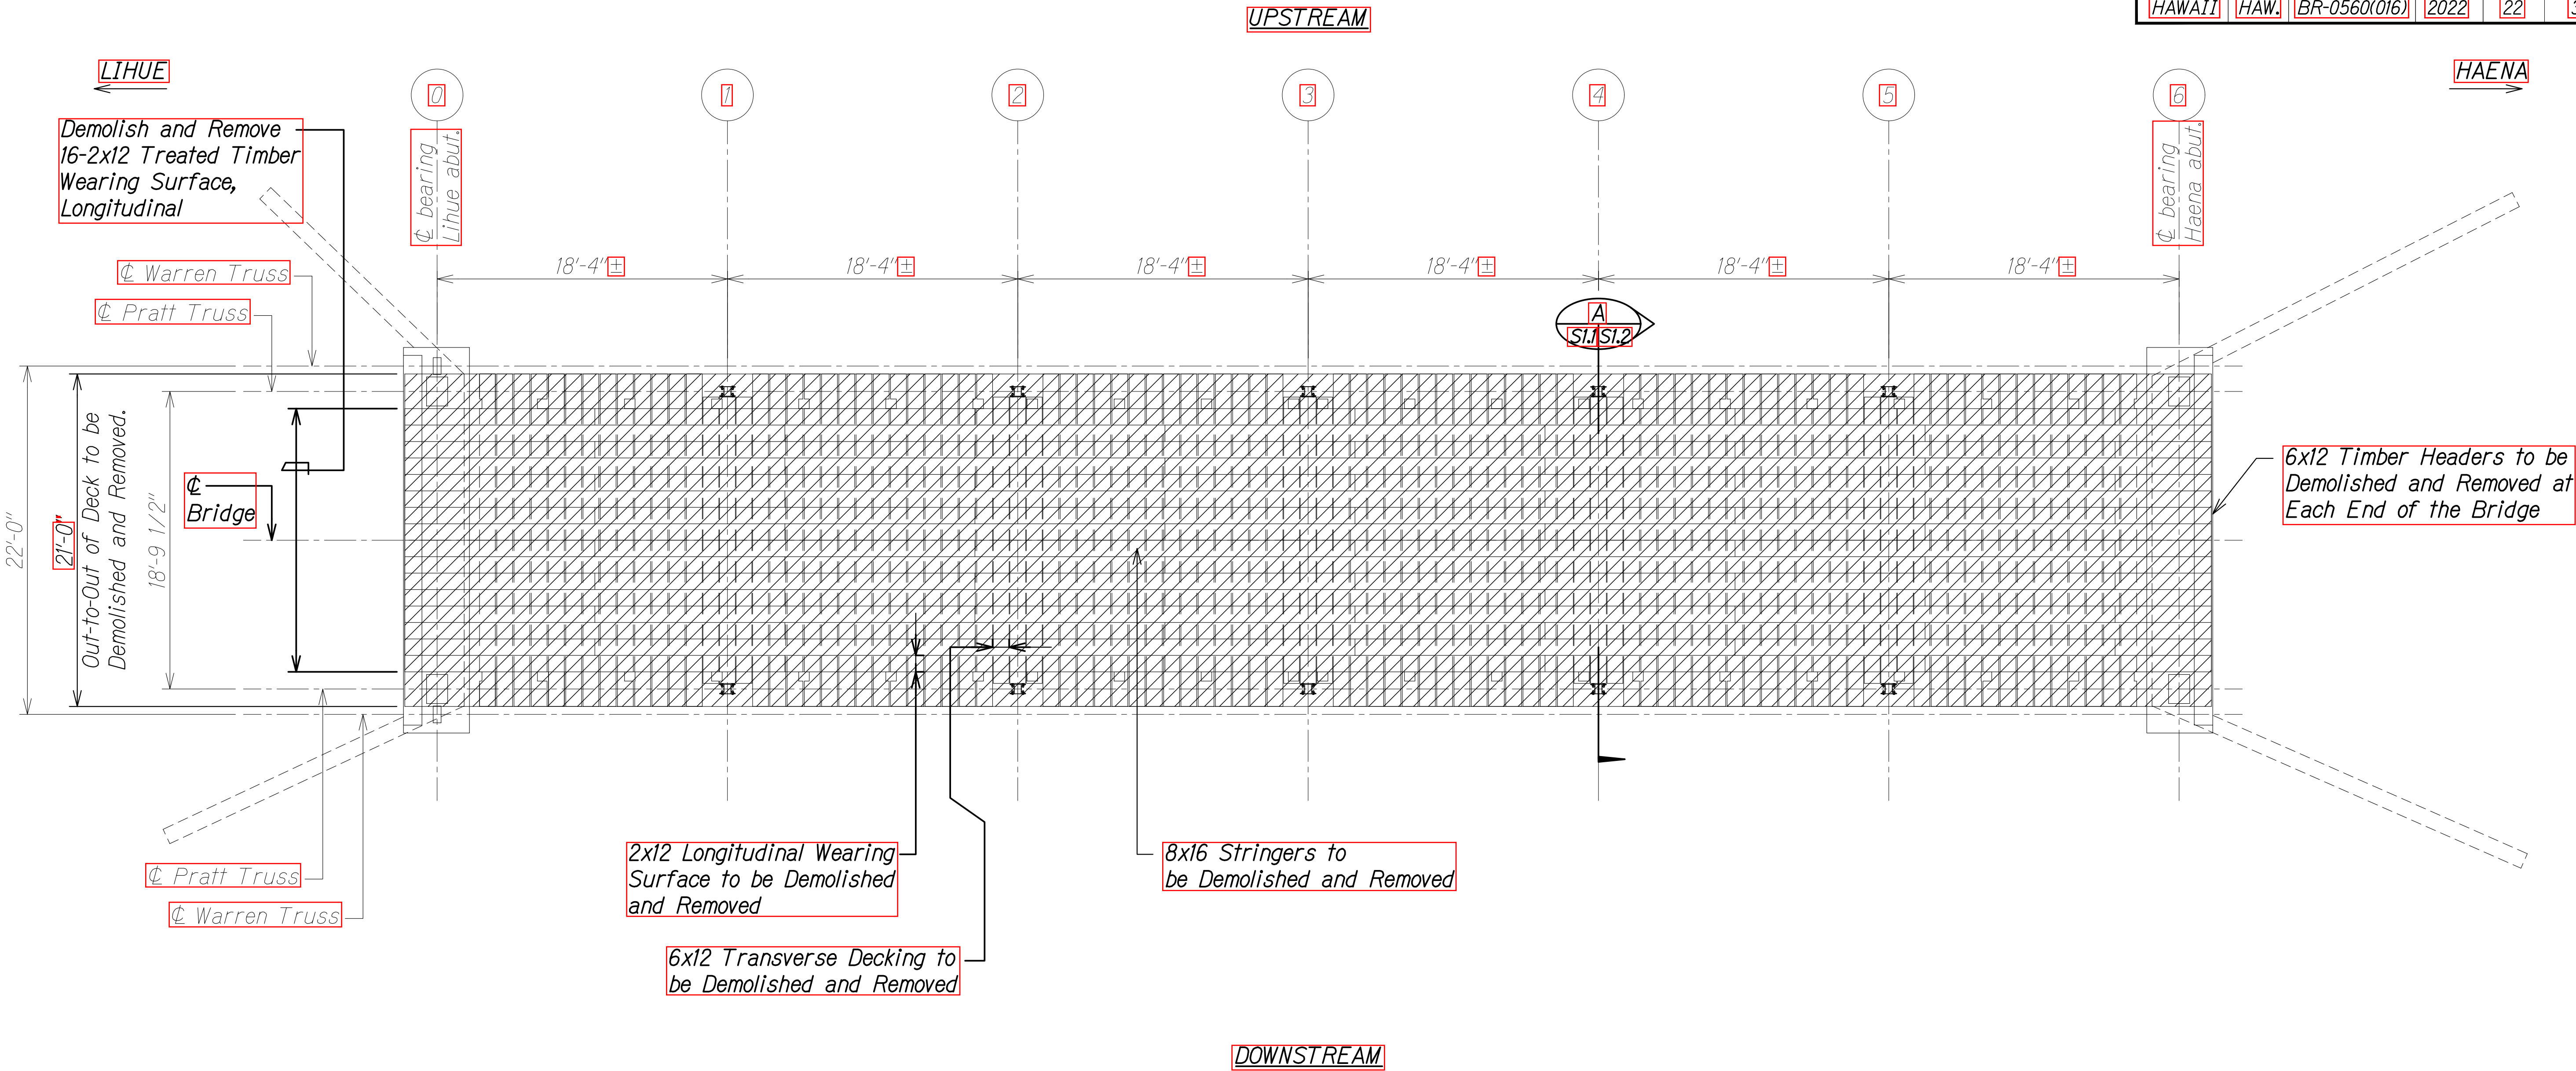 UPSTREAM
HAWAII HAW. BR-0560(016) 2022 22
LIHUE
HAENA
0 1 2 3 4 5 6
Demolish and Remove
16-2x12 Treated Timber
Wearing Surface,
Longitudinal
℄ bearing
Lihue abut.
℄ bearing
Haena abut.
18'-4"± 18'-4"± 18'-4"± 18'-4"± 18'-4"± 18'-4"±
℄ Warren Truss
℄ Pratt Truss
A
S1.1 S1.2
22'-0"
21'-0"
Out-to-Out of Deck to be
Demolished and Removed.
18'-9 1/2"
℄
Bridge
6x12 Timber Headers to be
Demolished and Removed at
Each End of the Bridge
2x12 Longitudinal Wearing
Surface to be Demolished
and Removed
8x16 Stringers to
be Demolished and Removed
℄ Pratt Truss
℄ Warren Truss
6x12 Transverse Decking to
be Demolished and Removed
DOWNSTREAM